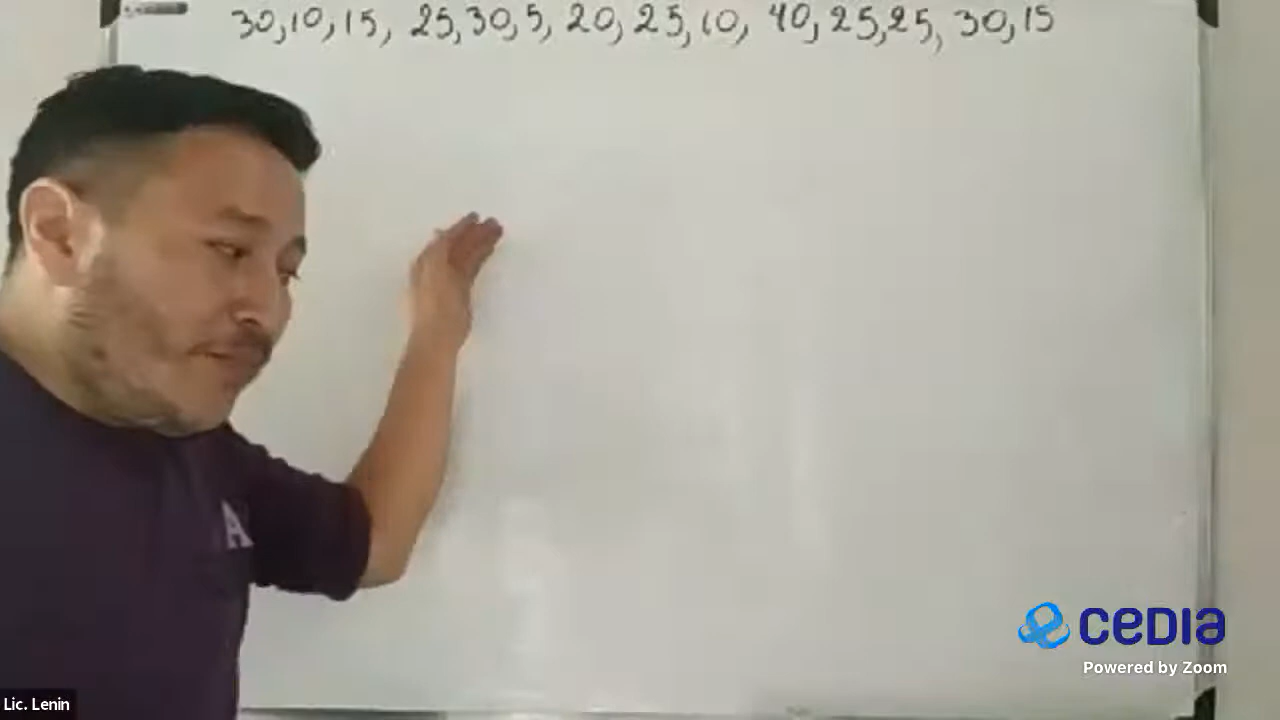 30,10,15, 25,30,5, 20,25,10, 40,25,25, 30,15
A
cedia
Powered by Zoom
Lic. Lenin